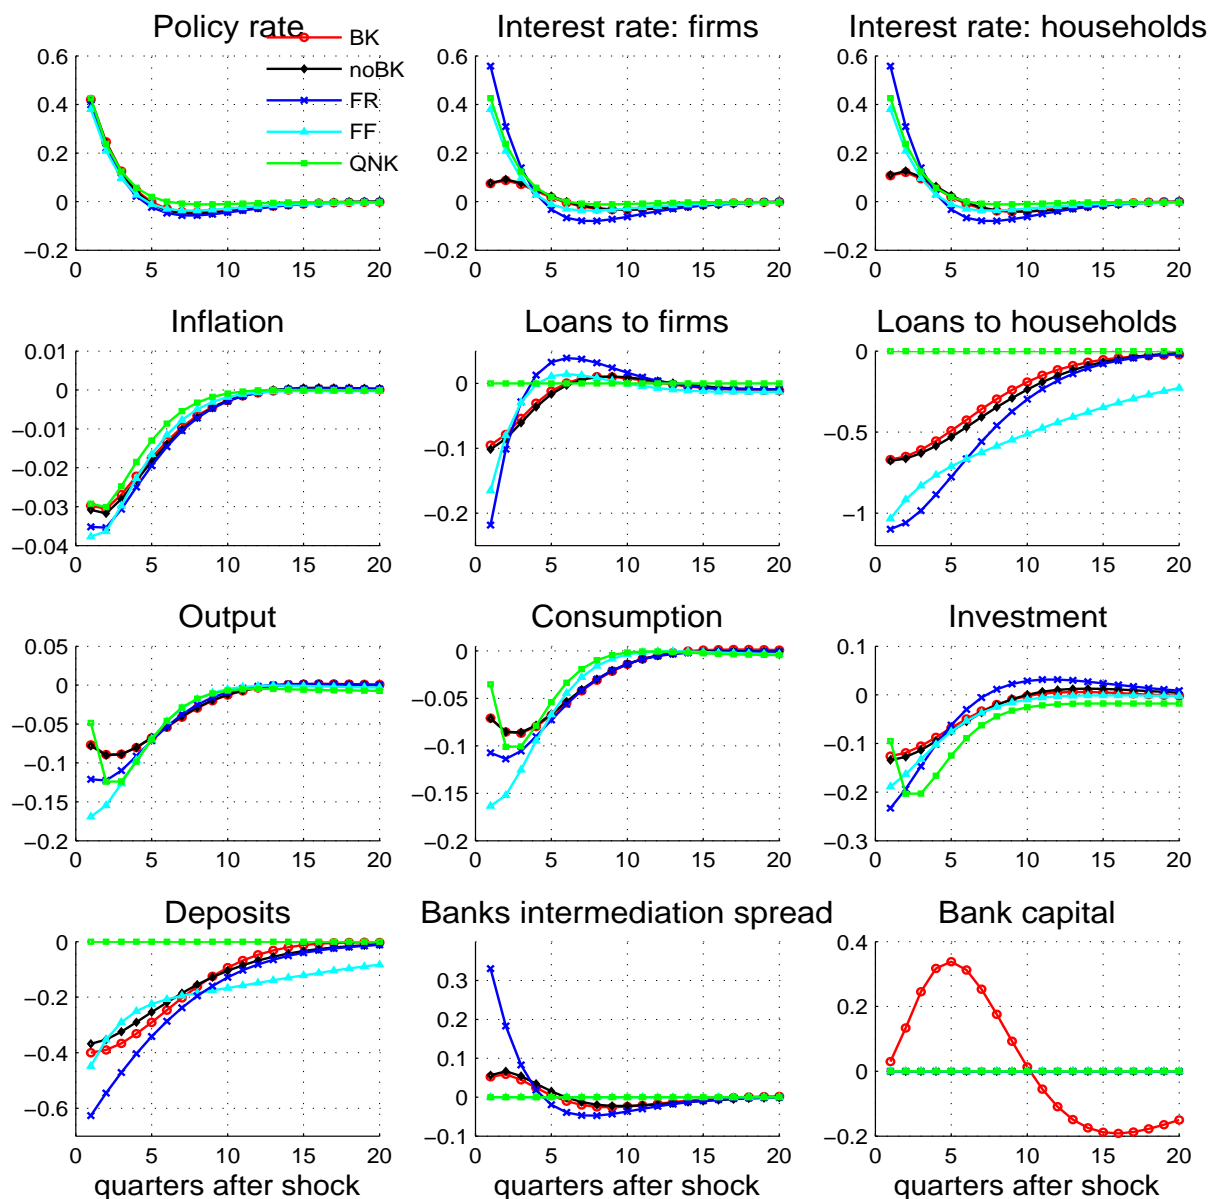 Policy rate
Interest rate: firms
Interest rate: households
BK
noBK
FR
FF
QNK
0.6
0.4
0.2
0
−0.2
0 5 10 15 20
0.6
0.4
0.2
0
−0.2
0 5 10 15 20
0.6
0.4
0.2
0
−0.2
0 5 10 15 20
Inflation
Loans to firms
Loans to households
0.01
0
−0.01
−0.02
−0.03
−0.04
0 5 10 15 20
0
−0.1
−0.2
0 5 10 15 20
0
−0.5
−1
0 5 10 15 20
Output
Consumption
Investment
0.05
0
−0.05
−0.1
−0.15
−0.2
0 5 10 15 20
0
−0.05
−0.1
−0.15
−0.2
0 5 10 15 20
0.1
0
−0.1
−0.2
−0.3
0 5 10 15 20
Deposits
Banks intermediation spread
Bank capital
0
−0.2
−0.4
−0.6
0 5 10 15 20
quarters after shock
0.3
0.2
0.1
0
−0.1
0 5 10 15 20
quarters after shock
0.4
0.2
0
−0.2
0 5 10 15 20
quarters after shock